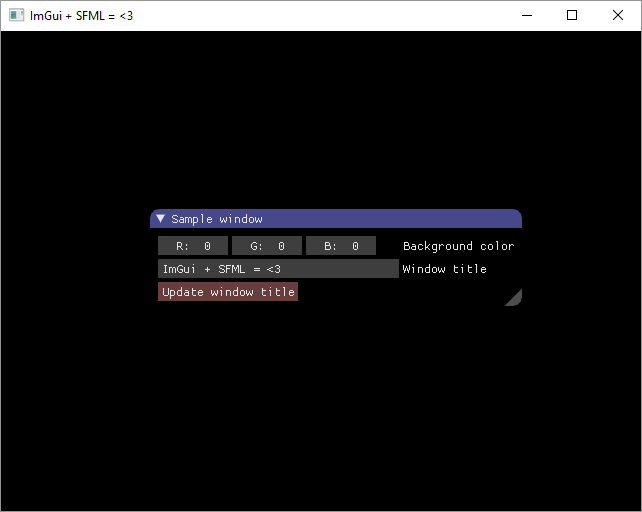 ImGui + SFML = <3
Sample window
R: 0 G: 0 B: 0 Background color
ImGui + SFML = <3 Window title
Update window title